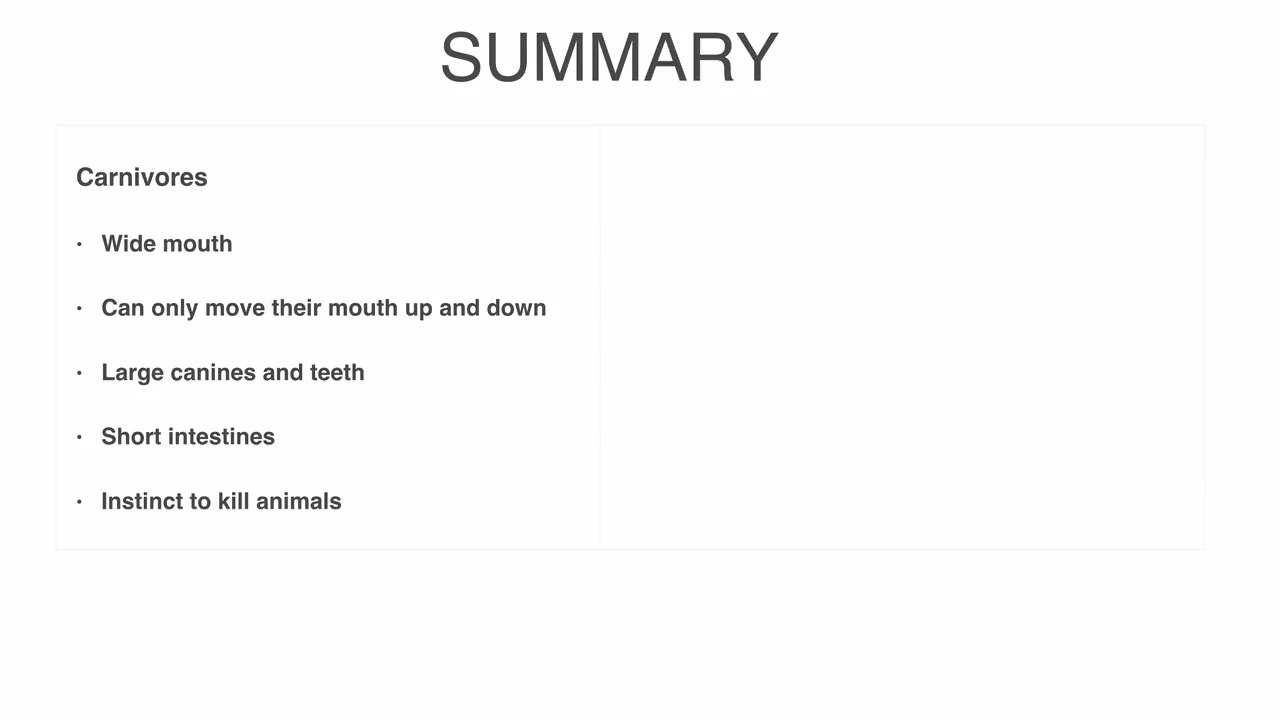 SUMMARY
Carnivores
• Wide mouth
• Can only move their mouth up and down
• Large canines and teeth
• Short intestines
• Instinct to kill animals